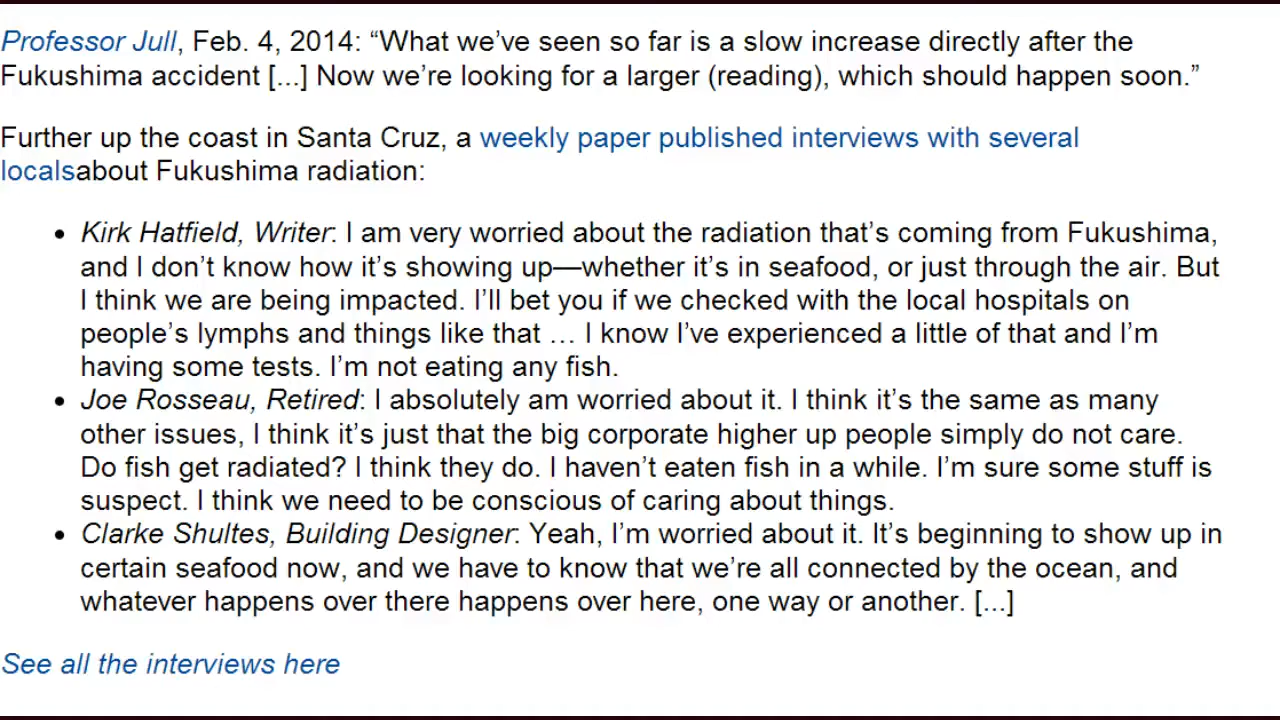 Professor Jull, Feb. 4, 2014: “What we’ve seen so far is a slow increase directly after the
Fukushima accident [...] Now we’re looking for a larger (reading), which should happen soon.”
Further up the coast in Santa Cruz, a weekly paper published interviews with several
localsabout Fukushima radiation:
• Kirk Hatfield, Writer: I am very worried about the radiation that’s coming from Fukushima,
and I don’t know how it’s showing up—whether it’s in seafood, or just through the air. But
I think we are being impacted. I’ll bet you if we checked with the local hospitals on
people’s lymphs and things like that … I know I’ve experienced a little of that and I’m
having some tests. I’m not eating any fish.
• Joe Rosseau, Retired: I absolutely am worried about it. I think it’s the same as many
other issues, I think it’s just that the big corporate higher up people simply do not care.
Do fish get radiated? I think they do. I haven’t eaten fish in a while. I’m sure some stuff is
suspect. I think we need to be conscious of caring about things.
• Clarke Shultes, Building Designer: Yeah, I’m worried about it. It’s beginning to show up in
certain seafood now, and we have to know that we’re all connected by the ocean, and
whatever happens over there happens over here, one way or another. [...]
See all the interviews here